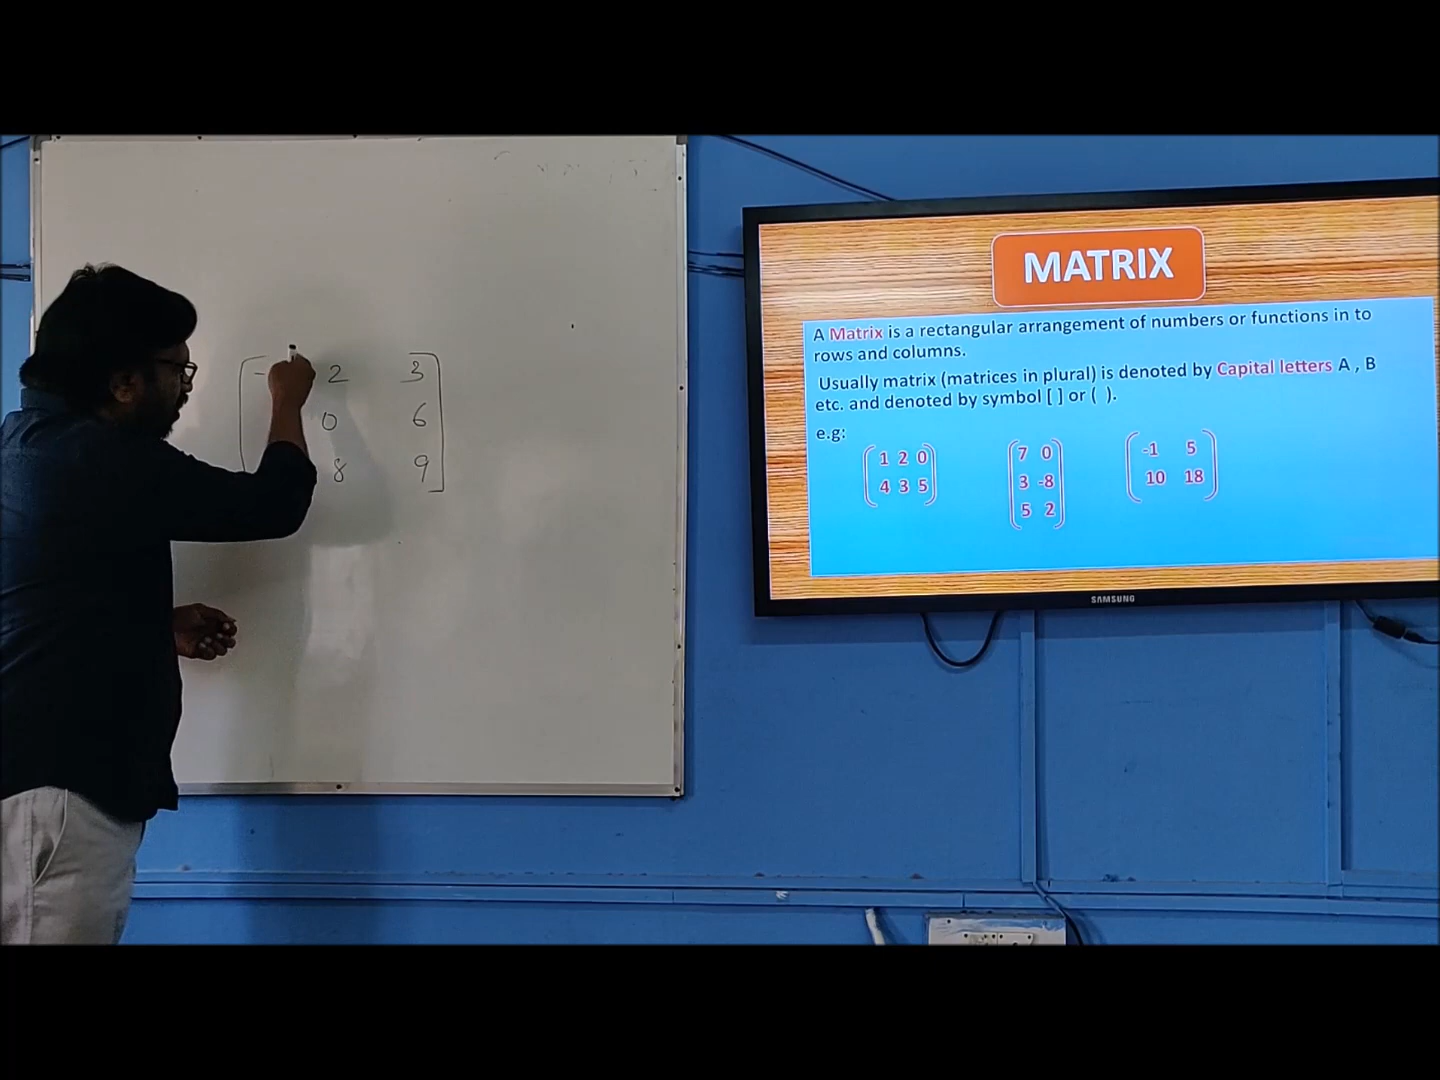 - 2 3
0 6
8 9
MATRIX
A Matrix is a rectangular arrangement of numbers or functions in to
rows and columns.
Usually matrix (matrices in plural) is denoted by Capital letters A , B
etc. and denoted by symbol [ ] or ( ).
e.g:
1 2 0
4 3 5
7 0
3 -8
5 2
-1 5
10 18
SAMSUNG